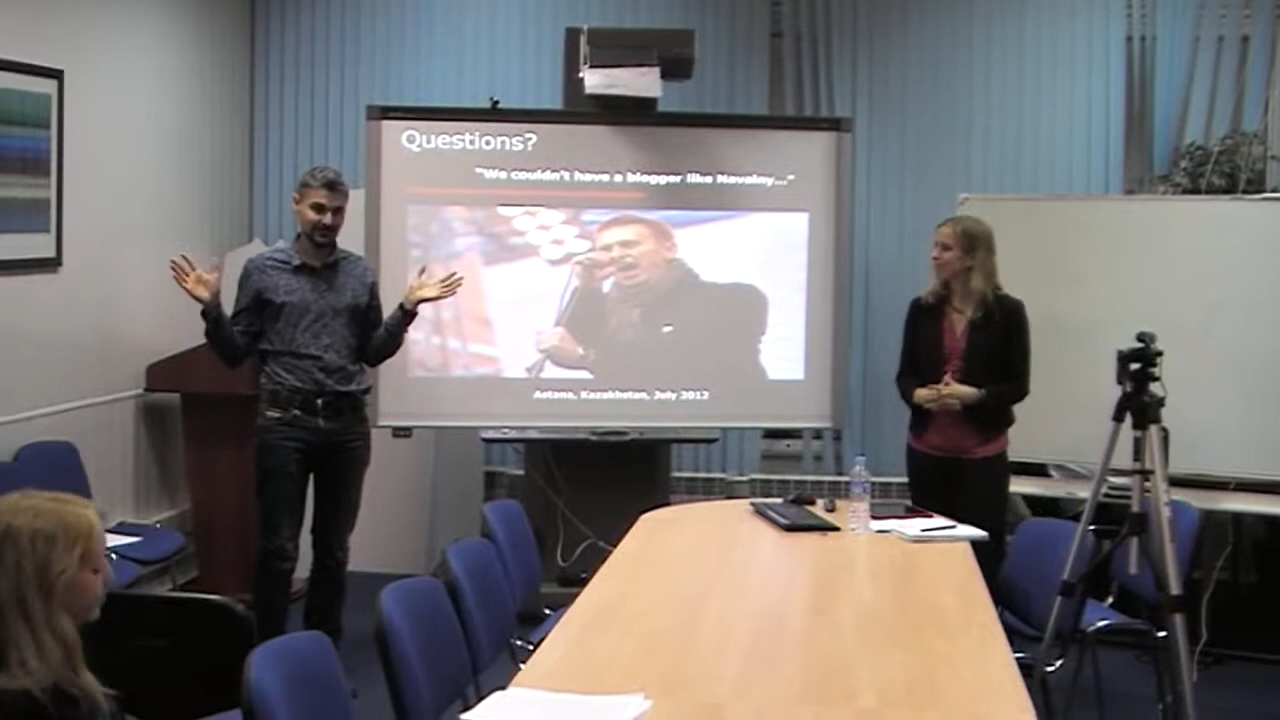 Questions?
"We couldn't have a blogger like Navalny..."
Astana, Kazakhstan, July 2012